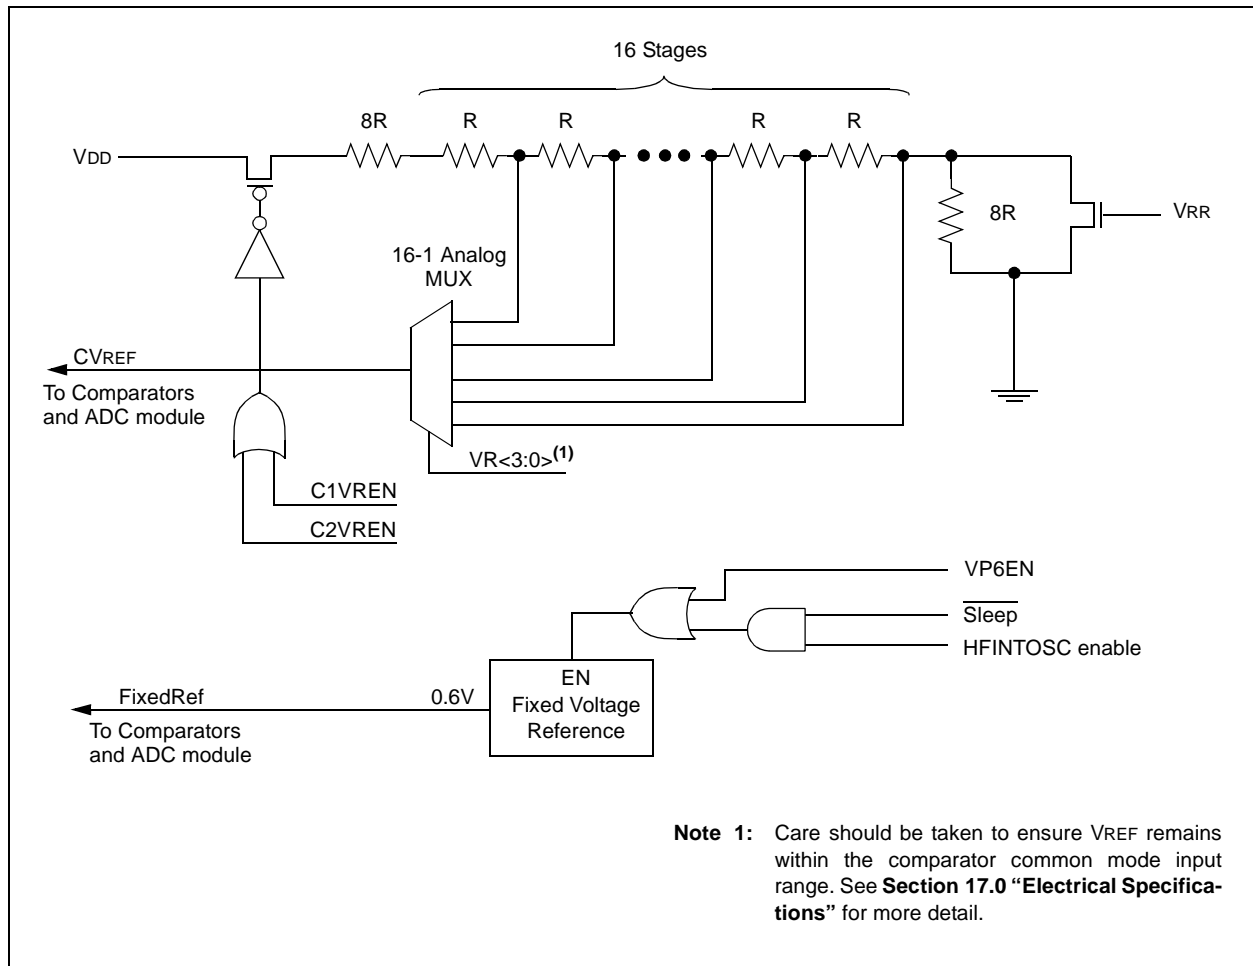 16 Stages
8R
R
R
R
R
VDD
8R
VRR
16-1 Analog
MUX
CVREF
To Comparators
and ADC module
VR<3:0>(1)
C1VREN
C2VREN
VP6EN
Sleep
HFINTOSC enable
EN
FixedRef
0.6V
Fixed Voltage
Reference
To Comparators
and ADC module
Note 1: Care should be taken to ensure VREF remains
within the comparator common mode input
range. See Section 17.0 “Electrical Specifica-
tions” for more detail.